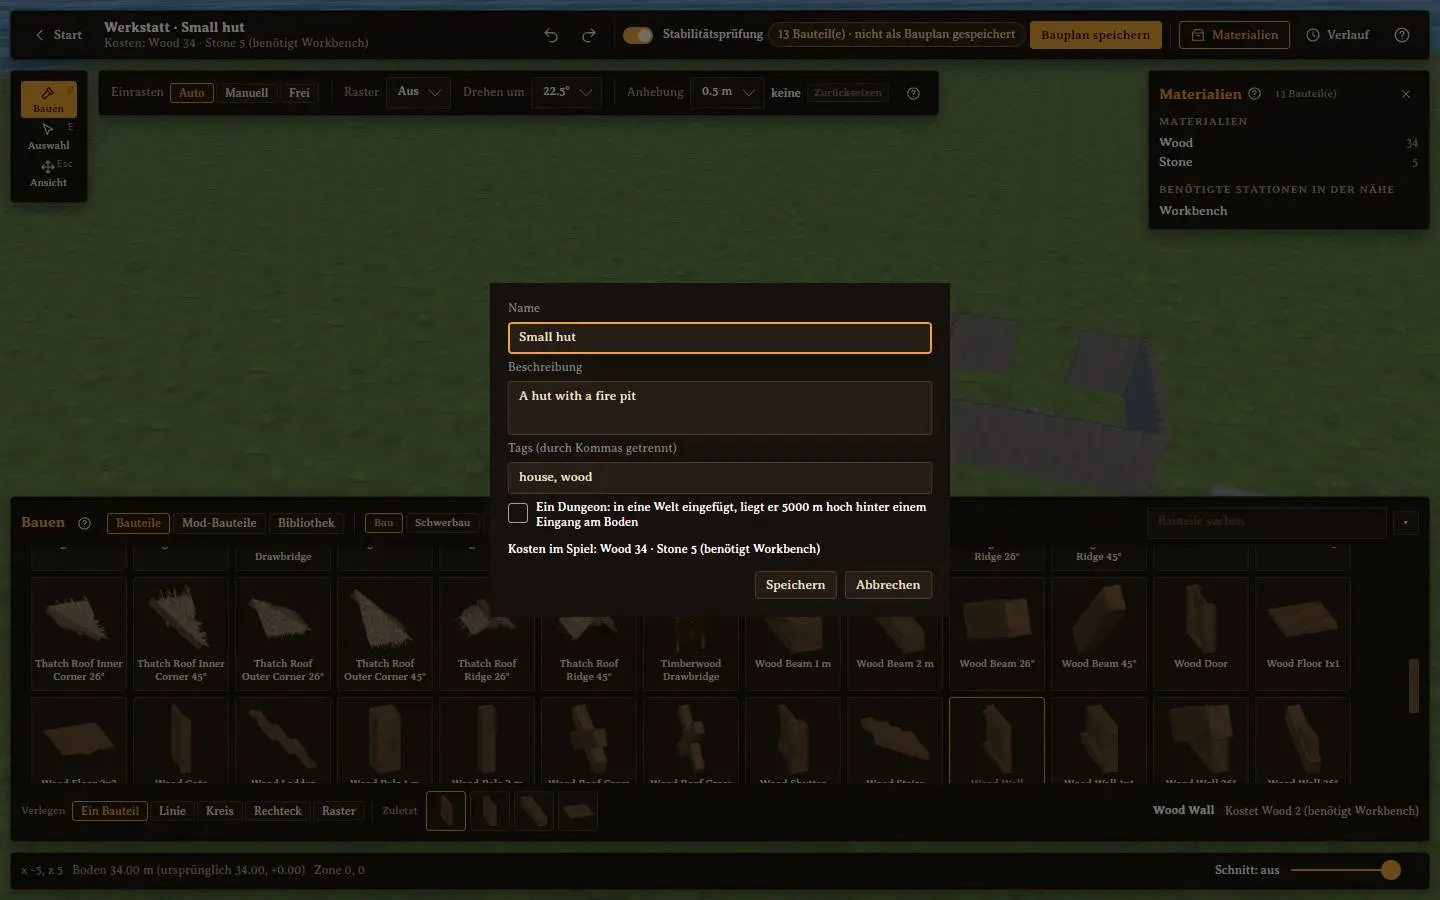 Start
Werkstatt · Small hut
Kosten: Wood 34 · Stone 5 (benötigt Workbench)
Stabilitätsprüfung
13 Bauteil(e) · nicht als Bauplan gespeichert
Bauplan speichern
Materialien
Verlauf
Bauen
Auswahl
E
Ansicht
Esc
Einrasten
Auto
Manuell
Frei
Raster
Aus
Drehen um
22.5°
Anhebung
0.5 m
keine
Zurücksetzen
Materialien
13 Bauteil(e)
MATERIALIEN
Wood 34
Stone 5
BENÖTIGTE STATIONEN IN DER NÄHE
Workbench
Name
Small hut
Beschreibung
A hut with a fire pit
Tags (durch Kommas getrennt)
house, wood
Ein Dungeon: in eine Welt eingefügt, liegt er 5000 m hoch hinter einem
Eingang am Boden
Kosten im Spiel: Wood 34 · Stone 5 (benötigt Workbench)
Speichern
Abbrechen
Bauen
Bauteile
Mod-Bauteile
Bibliothek
Bau
Schwerbau
Bauteile suchen
Drawbridge
Ridge 26°
Ridge 45°
Thatch Roof Inner
Corner 26°
Thatch Roof Inner
Corner 45°
Thatch Roof
Outer Corner 26°
Thatch Roof
Outer Corner 45°
Thatch Roof
Ridge 26°
Thatch Roof
Ridge 45°
Timberwood
Drawbridge
Wood Beam 1 m
Wood Beam 2 m
Wood Beam 26°
Wood Beam 45°
Wood Door
Wood Floor 1x1
Verlegen
Ein Bauteil
Linie
Kreis
Rechteck
Raster
Zuletzt
Wood Wall
Kostet Wood 2 (benötigt Workbench)
x -5, z 5
Boden 34.00 m (ursprünglich 34.00, +0.00)
Zone 0, 0
Schnitt: aus